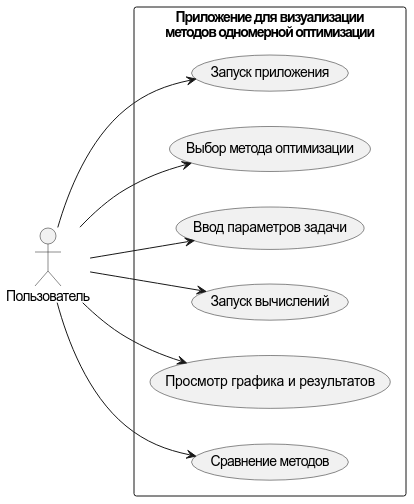 Приложение для визуализации
методов одномерной оптимизации
Запуск приложения
Выбор метода оптимизации
Ввод параметров задачи
Пользователь
Запуск вычислений
Просмотр графика и результатов
Сравнение методов